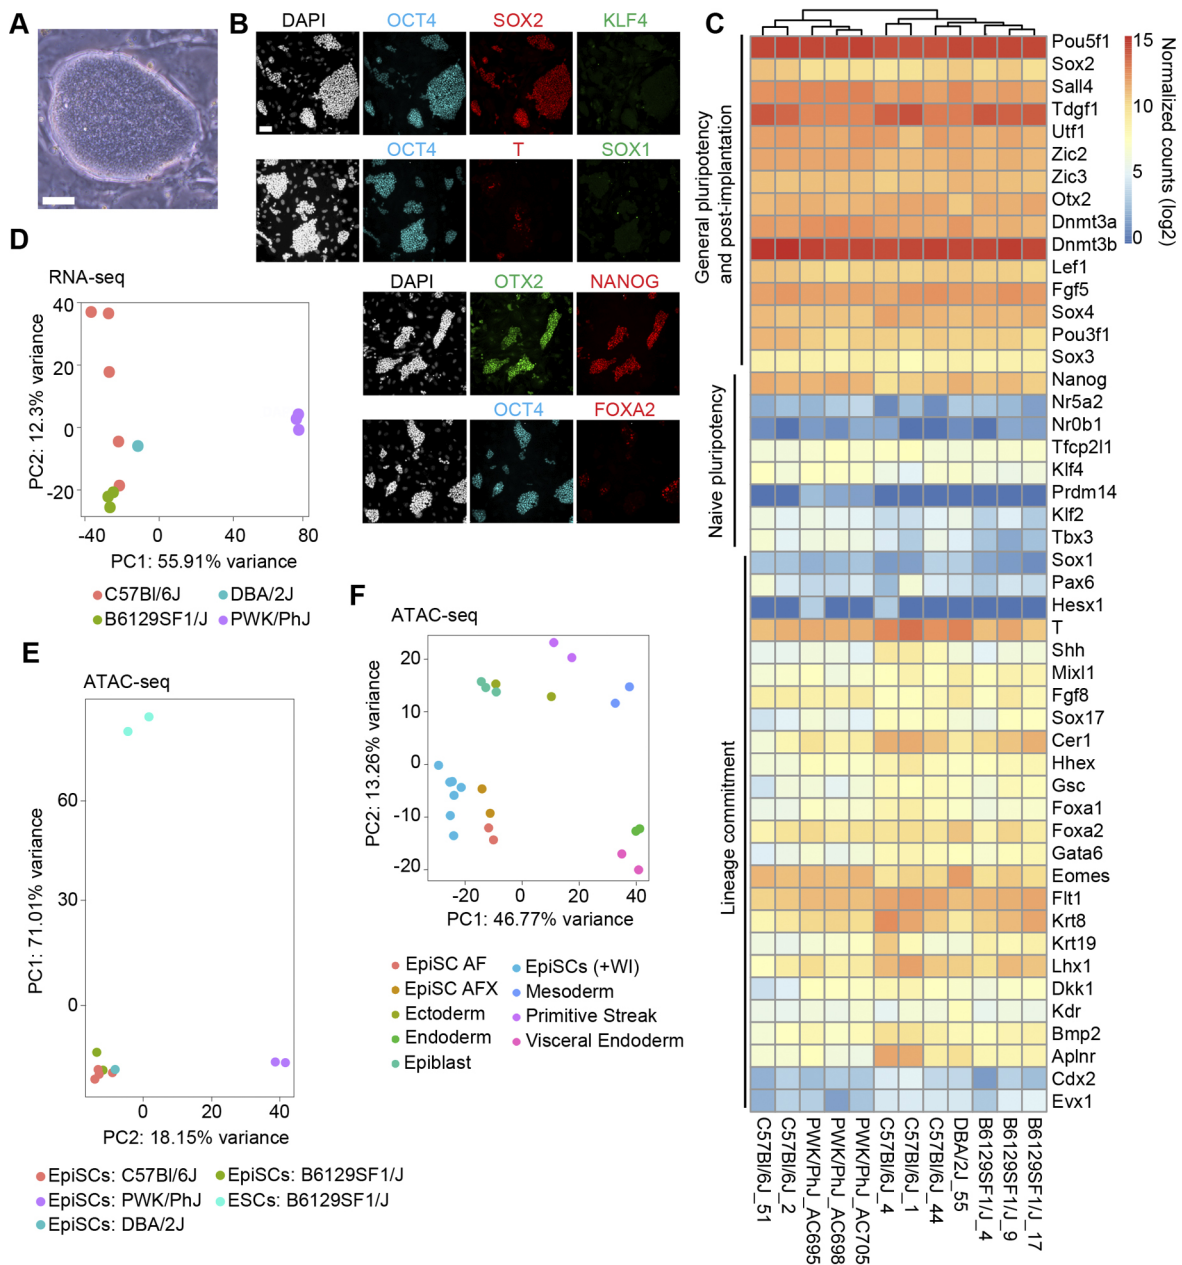 A
B
DAPI
OCT4
SOX2
KLF4
OCT4
T
SOX1
DAPI
OTX2
NANOG
OCT4
FOXA2
C
General pluripotency
and post-implantation
Naive pluripotency
Lineage commitment
Pou5f1
Sox2
Sall4
Tdgf1
Utf1
Zic2
Zic3
Otx2
Dnmt3a
Dnmt3b
Lef1
Fgf5
Sox4
Pou3f1
Sox3
Nanog
Nr5a2
Nr0b1
Tfcp2l1
Klf4
Prdm14
Klf2
Tbx3
Sox1
Pax6
Hesx1
T
Shh
Mixl1
Fgf8
Sox17
Cer1
Hhex
Gsc
Foxa1
Foxa2
Gata6
Eomes
Flt1
Krt8
Krt19
Lhx1
Dkk1
Kdr
Bmp2
Aplnr
Cdx2
Evx1
15
10
5
0
Normalized counts (log2)
C57Bl/6J_51
C57Bl/6J_2
PWK/PhJ_AC695
PWK/PhJ_AC698
PWK/PhJ_AC705
C57Bl/6J_4
C57Bl/6J_1
C57Bl/6J_44
DBA/2J_55
B6129SF1/J_4
B6129SF1/J_9
B6129SF1/J_17
D
RNA-seq
PC2: 12.3% variance
40
20
0
-20
-40
0
40
80
PC1: 55.91% variance
C57Bl/6J
DBA/2J
B6129SF1/J
PWK/PhJ
E
ATAC-seq
PC1: 71.01% variance
60
30
0
0
20
40
PC2: 18.15% variance
EpiSCs: C57Bl/6J
EpiSCs: B6129SF1/J
EpiSCs: PWK/PhJ
ESCs: B6129SF1/J
EpiSCs: DBA/2J
F
ATAC-seq
PC2: 13.26% variance
20
10
0
-10
-20
-20
0
20
40
PC1: 46.77% variance
EpiSC AF
EpiSCs (+WI)
EpiSC AFX
Mesoderm
Ectoderm
Primitive Streak
Endoderm
Visceral Endoderm
Epiblast